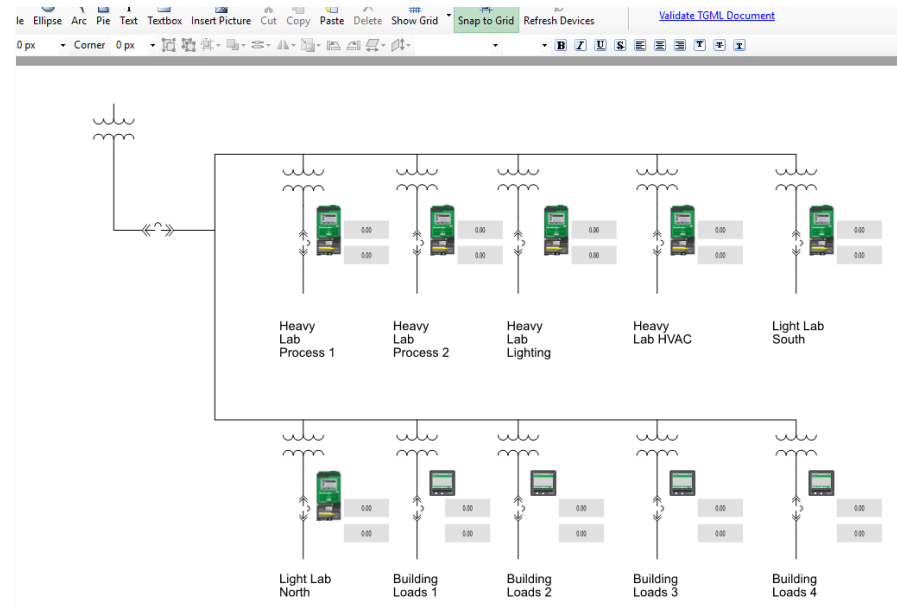 le Ellipse Arc Pie Text Textbox Insert Picture Cut Copy Paste Delete Show Grid Snap to Grid Refresh Devices
Validate TGML Document
.0 px Corner 0 px B I U S T T T
0.00 0.00 0.00 0.00 0.00
0.00 0.00 0.00 0.00 0.00
Heavy
Lab
Process 1
Heavy
Lab
Process 2
Heavy
Lab
Lighting
Heavy
Lab HVAC
Light Lab
South
0.00 0.00 0.00 0.00 0.00
0.00 0.00 0.00 0.00 0.00
Light Lab
North
Building
Loads 1
Building
Loads 2
Building
Loads 3
Building
Loads 4